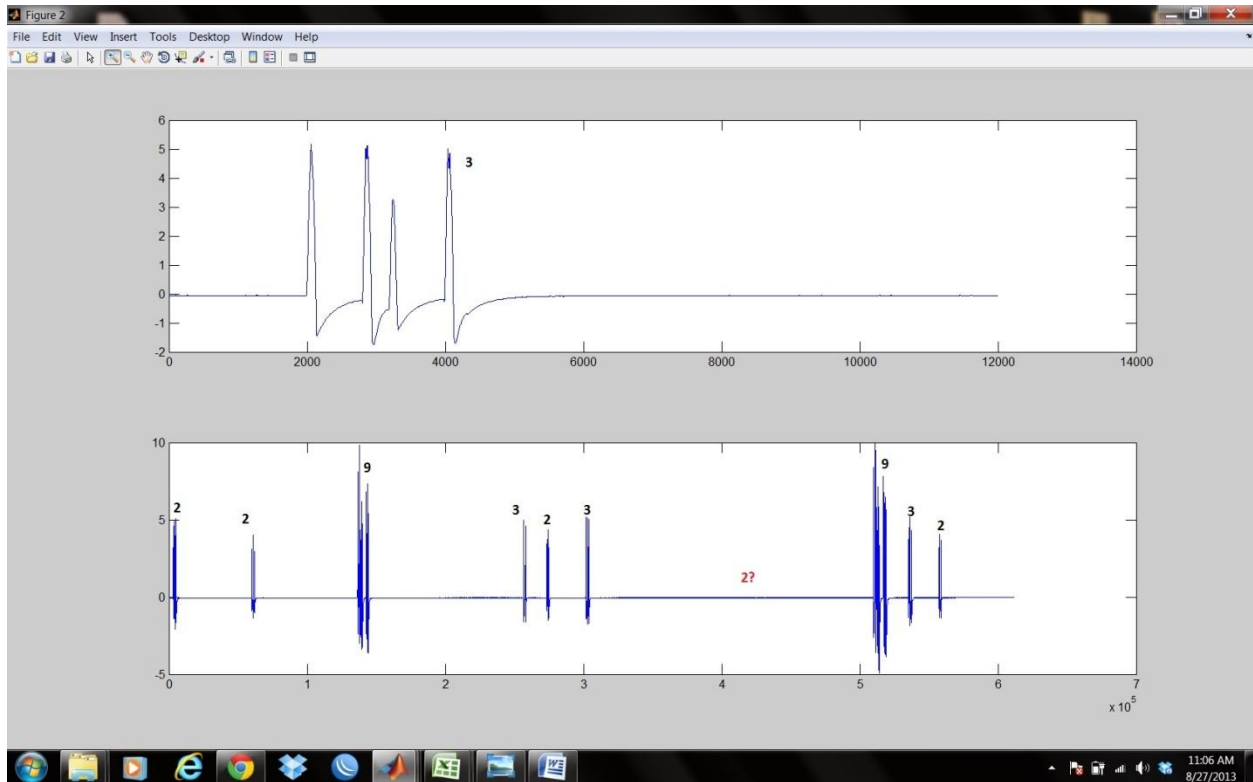 Figure 2
File Edit View Insert Tools Desktop Window Help
6
5
4
3
2
1
0
-1
-2
3
0 2000 4000 6000 8000 10000 12000 14000
10
5
0
-5
2 2 9 3 2 3 2? 9 3 2
0 1 2 3 4 5 6 7
x 10^5
11:06 AM
8/27/2013